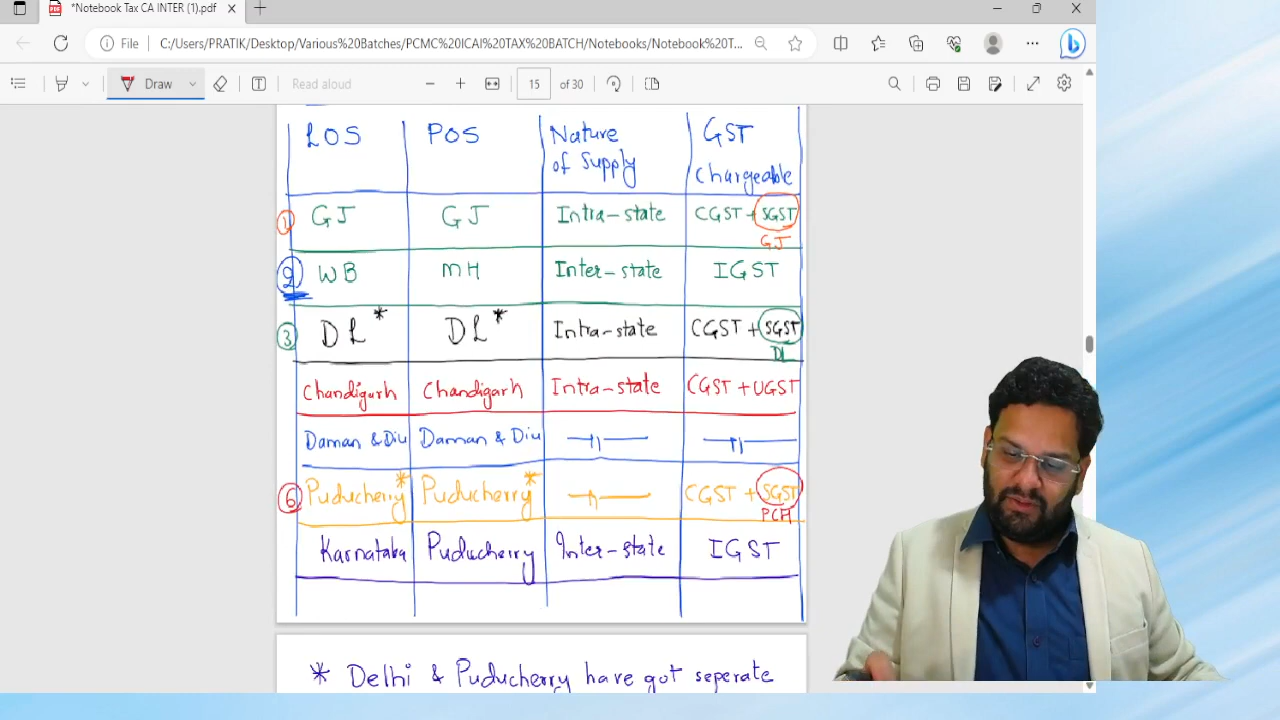 *Notebook Tax CA INTER (1).pdf
File C:/Users/PRATIK/Desktop/Various%20Batches/PCMC%20ICAI%20TAX%20BATCH/Notebooks/Notebook%20T...
Draw Read aloud 15 of 30
LOS POS Nature of Supply GST Chargeable
1 GJ GJ Intra-state CGST + SGST
GJ
2 WB MH Inter-state IGST
3 DL* DL* Intra-state CGST + SGST
DL
Chandigarh Chandigarh Intra-state CGST + UGST
Daman & Diu Daman & Diu —"— —"—
6 Puducherry* Puducherry* —"— CGST + SGST
Karnataka Puducherry Inter-state IGST
* Delhi & Puducherry have got seperate